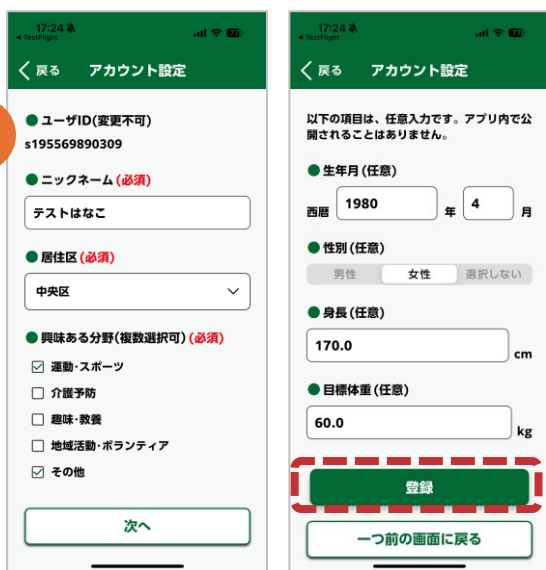 17:24
◀ TestFlight
77
戻る アカウント設定
ユーザID(変更不可)
s195569890309
ニックネーム(必須)
テストはなこ
居住区(必須)
中央区
興味ある分野(複数選択可)(必須)
運動・スポーツ
介護予防
趣味・教養
地域活動・ボランティア
その他
次へ
17:24
◀ TestFlight
77
戻る アカウント設定
以下の項目は、任意入力です。アプリ内で公
開されることはありません。
生年月(任意)
西暦 1980 年 4 月
性別(任意)
男性 女性 選択しない
身長(任意)
170.0 cm
目標体重(任意)
60.0 kg
登録
一つ前の画面に戻る